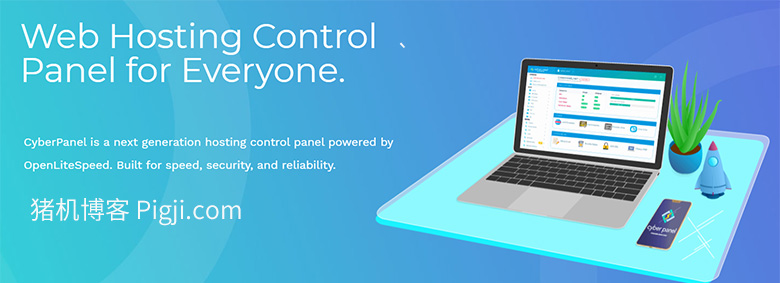 Web Hosting Control
Panel for Everyone.
CyberPanel is a next generation hosting control panel powered by
OpenLiteSpeed. Built for speed, security, and reliability.
猪机博客 Pigji.com
cyber panel